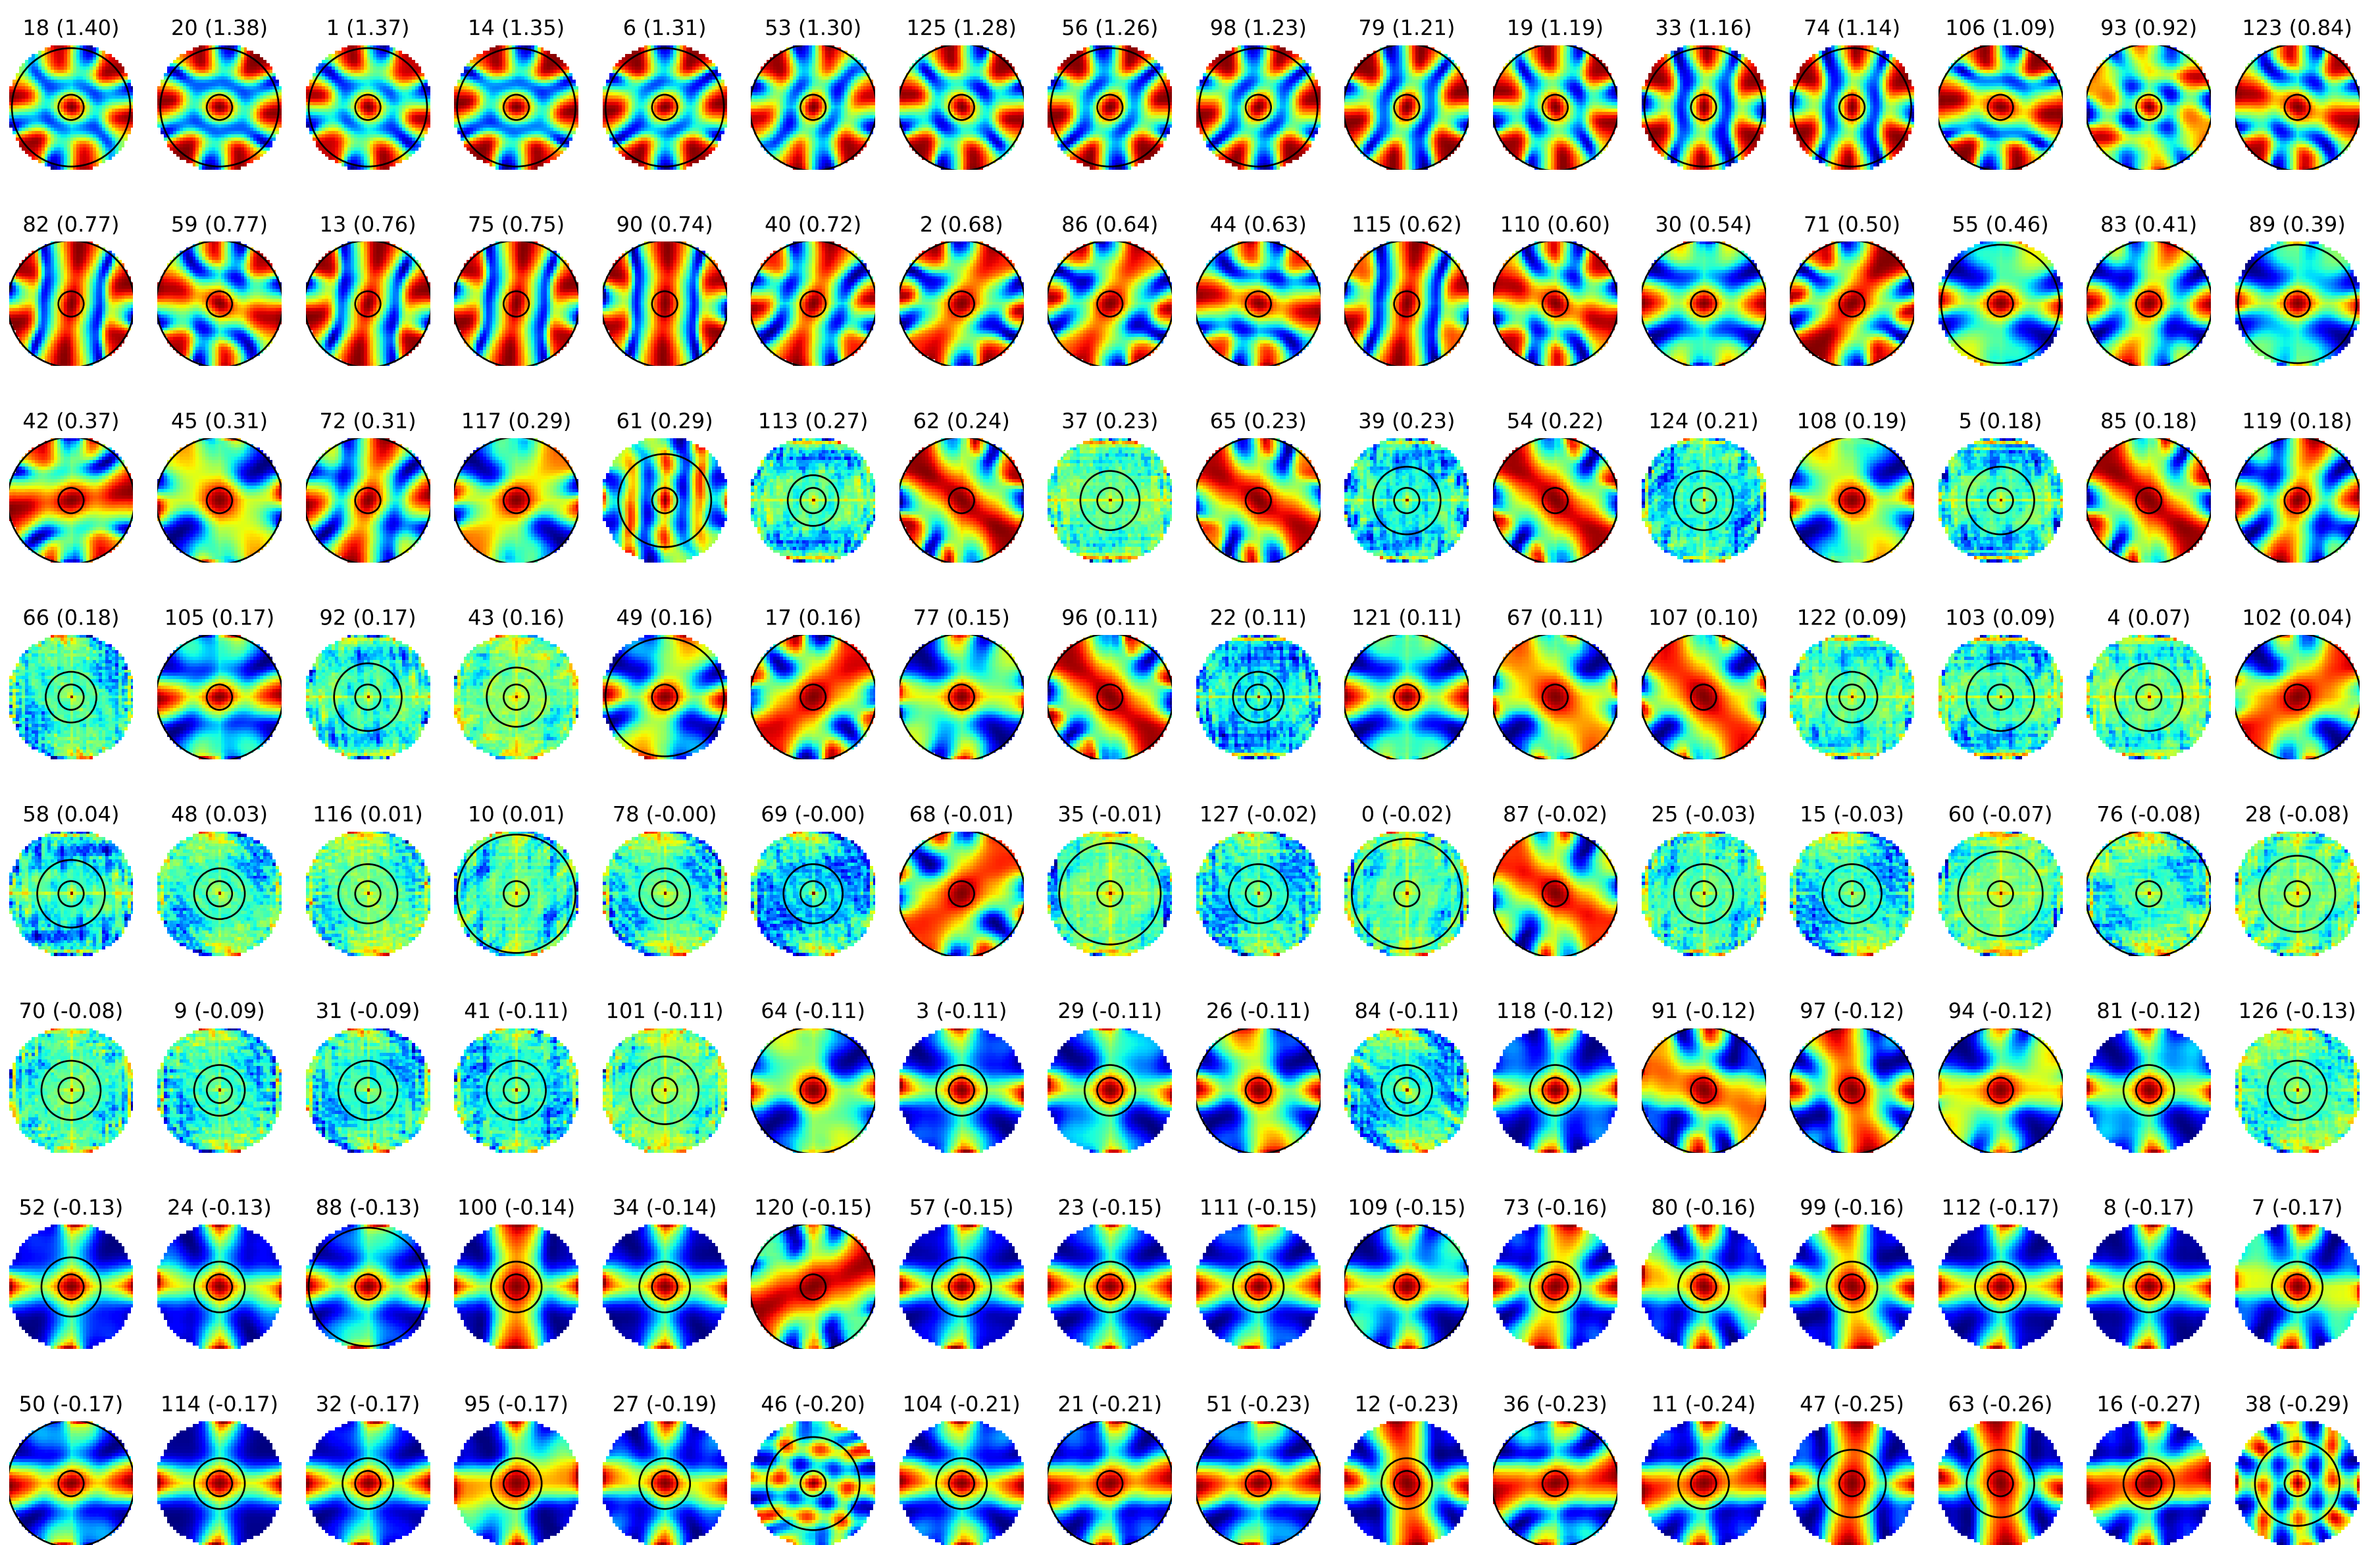 18 (1.40) 20 (1.38) 1 (1.37) 14 (1.35) 6 (1.31) 53 (1.30) 125 (1.28) 56 (1.26) 98 (1.23) 79 (1.21) 19 (1.19) 33 (1.16) 74 (1.14) 106 (1.09) 93 (0.92) 123 (0.84)
82 (0.77) 59 (0.77) 13 (0.76) 75 (0.75) 90 (0.74) 40 (0.72) 2 (0.68) 86 (0.64) 44 (0.63) 115 (0.62) 110 (0.60) 30 (0.54) 71 (0.50) 55 (0.46) 83 (0.41) 89 (0.39)
42 (0.37) 45 (0.31) 72 (0.31) 117 (0.29) 61 (0.29) 113 (0.27) 62 (0.24) 37 (0.23) 65 (0.23) 39 (0.23) 54 (0.22) 124 (0.21) 108 (0.19) 5 (0.18) 85 (0.18) 119 (0.18)
66 (0.18) 105 (0.17) 92 (0.17) 43 (0.16) 49 (0.16) 17 (0.16) 77 (0.15) 96 (0.11) 22 (0.11) 121 (0.11) 67 (0.11) 107 (0.10) 122 (0.09) 103 (0.09) 4 (0.07) 102 (0.04)
58 (0.04) 48 (0.03) 116 (0.01) 10 (0.01) 78 (-0.00) 69 (-0.00) 68 (-0.01) 35 (-0.01) 127 (-0.02) 0 (-0.02) 87 (-0.02) 25 (-0.03) 15 (-0.03) 60 (-0.07) 76 (-0.08) 28 (-0.08)
70 (-0.08) 9 (-0.09) 31 (-0.09) 41 (-0.11) 101 (-0.11) 64 (-0.11) 3 (-0.11) 29 (-0.11) 26 (-0.11) 84 (-0.11) 118 (-0.12) 91 (-0.12) 97 (-0.12) 94 (-0.12) 81 (-0.12) 126 (-0.13)
52 (-0.13) 24 (-0.13) 88 (-0.13) 100 (-0.14) 34 (-0.14) 120 (-0.15) 57 (-0.15) 23 (-0.15) 111 (-0.15) 109 (-0.15) 73 (-0.16) 80 (-0.16) 99 (-0.16) 112 (-0.17) 8 (-0.17) 7 (-0.17)
50 (-0.17) 114 (-0.17) 32 (-0.17) 95 (-0.17) 27 (-0.19) 46 (-0.20) 104 (-0.21) 21 (-0.21) 51 (-0.23) 12 (-0.23) 36 (-0.23) 11 (-0.24) 47 (-0.25) 63 (-0.26) 16 (-0.27) 38 (-0.29)